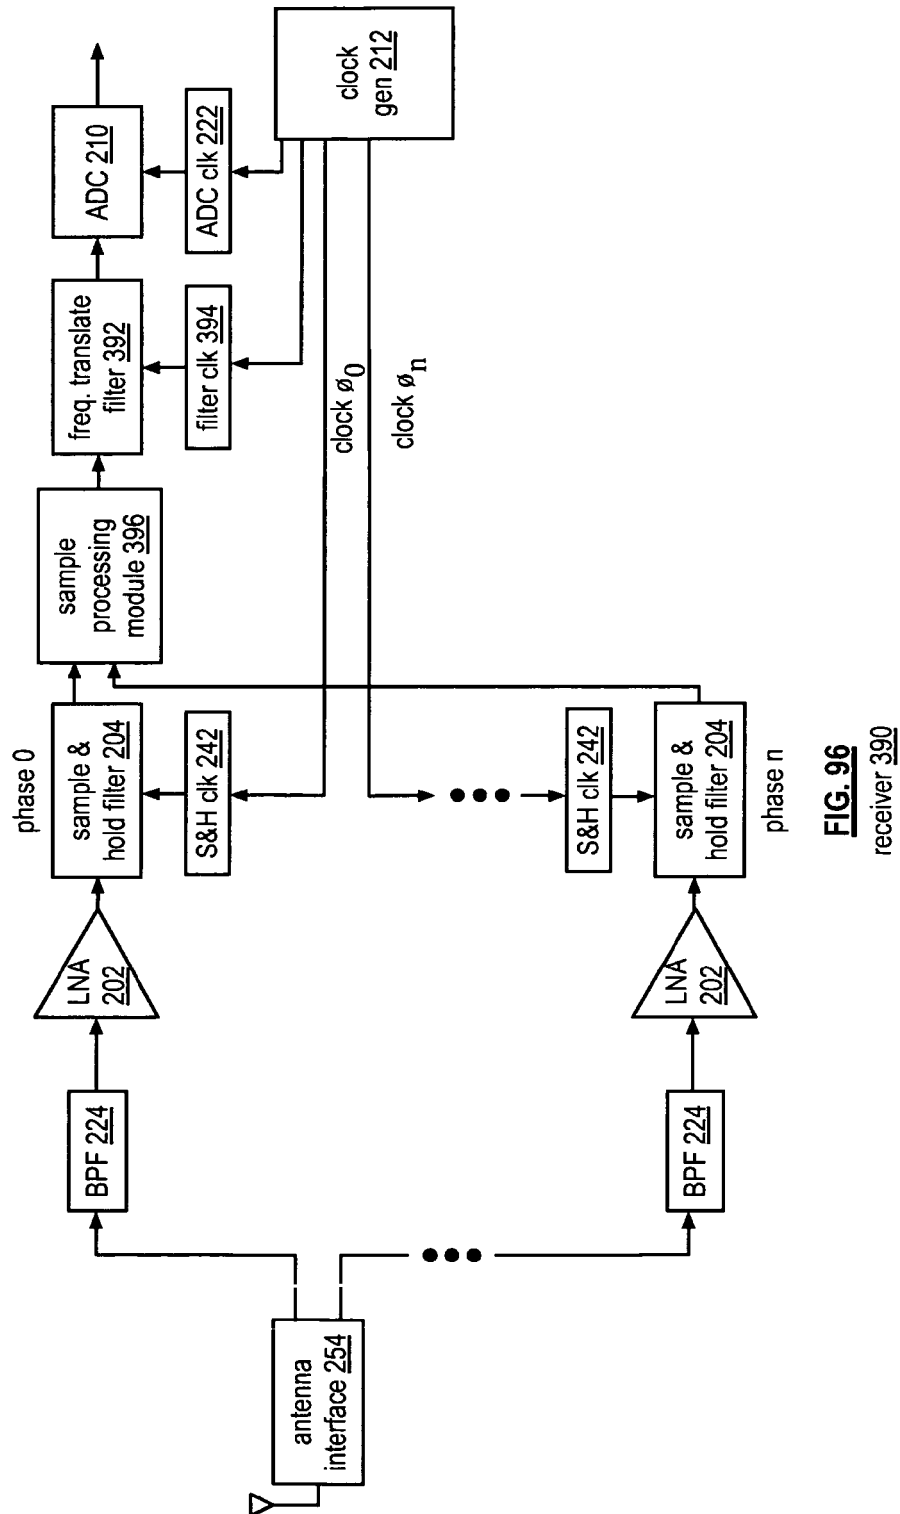 phase 0
BPF 224
LNA
202
sample &
hold filter 204
sample
processing
module 396
freq. translate
filter 392
ADC 210
S&H clk 242
filter clk 394
ADC clk 222
clock
gen 212
clock ø0
clock øn
antenna
interface 254
S&H clk 242
BPF 224
LNA
202
sample &
hold filter 204
phase n
FIG. 96
receiver 390